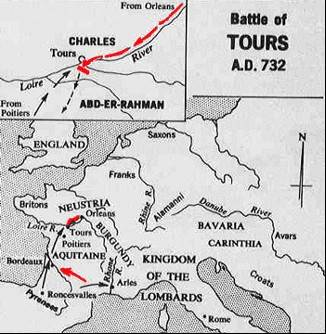 From Orleans
Battle of
TOURS
A.D. 732
CHARLES
Tours
River
Loire
From
Poitiers
ABD-ER-RAHMAN
ENGLAND
Saxons
N
Franks
Britons
NEUSTRIA
Orleans
Rhine R.
Alamanni
Danube River
Loire R.
Tours
Poitiers
BURGUNDY
BAVARIA
CARINTHIA
Avars
AQUITAINE
Bordeaux
KINGDOM
OF THE
LOMBARDS
Rhone R.
Croats
Arles
Pyrenees
Roncesvalles
Rome